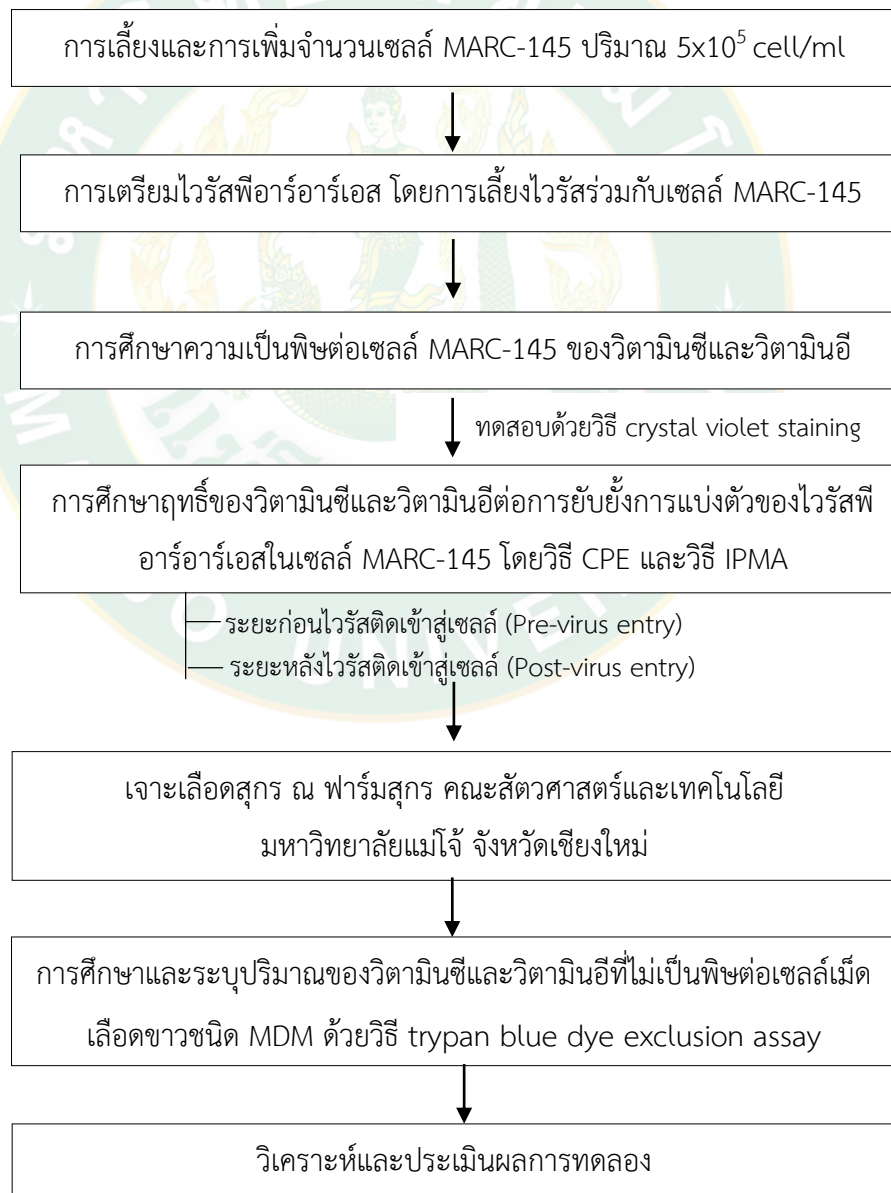 การเลี้ยงและการเพิ่มจำนวนเซลล์ MARC-145 ปริมาณ 5x10⁵ cell/ml
การเตรียมไวรัสพีอาร์อาร์เอส โดยการเลี้ยงไวรัสร่วมกับเซลล์ MARC-145
การศึกษาความเป็นพิษต่อเซลล์ MARC-145 ของวิตามินซีและวิตามินอี
ทดสอบด้วยวิธี crystal violet staining
การศึกษาฤทธิ์ของวิตามินซีและวิตามินอีต่อการยับยั้งการแบ่งตัวของไวรัสพี
อาร์อาร์เอสในเซลล์ MARC-145 โดยวิธี CPE และวิธี IPMA
ระยะก่อนไวรัสติดเข้าสู่เซลล์ (Pre-virus entry)
ระยะหลังไวรัสติดเข้าสู่เซลล์ (Post-virus entry)
เจาะเลือดสุกร ณ ฟาร์มสุกร คณะสัตวศาสตร์และเทคโนโลยี
มหาวิทยาลัยแม่โจ้ จังหวัดเชียงใหม่
การศึกษาและระบุปริมาณของวิตามินซีและวิตามินอีที่ไม่เป็นพิษต่อเซลล์เม็ด
เลือดขาวชนิด MDM ด้วยวิธี trypan blue dye exclusion assay
วิเคราะห์และประเมินผลการทดลอง